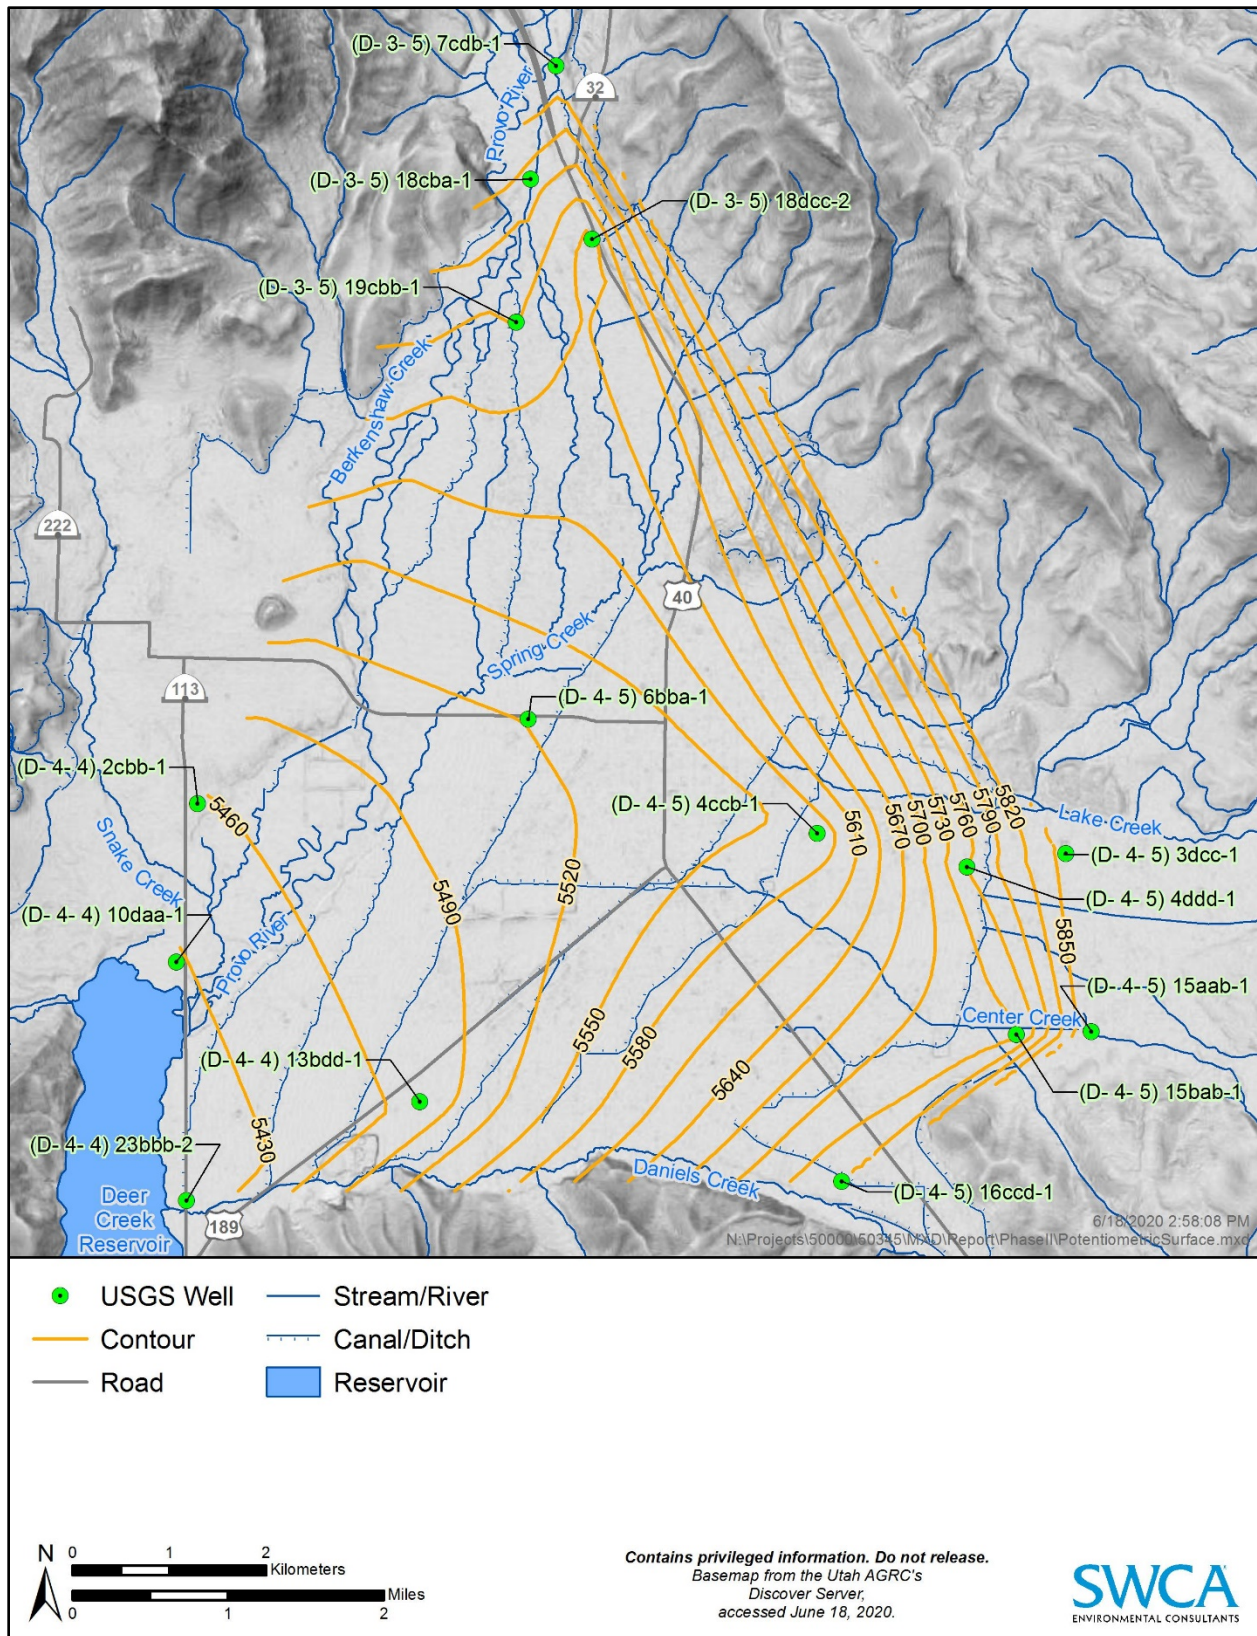 (D- 3- 5) 7cdb-1
32
Provo River
(D- 3- 5) 18cba-1
(D- 3- 5) 18dcc-2
(D- 3- 5) 19cbb-1
Berkenshaw Creek
222
40
Spring Creek
113
(D- 4- 5) 6bba-1
(D- 4- 4) 2cbb-1
5460
(D- 4- 5) 4ccb-1
5610
5670
5700
5730
5760
5790
5820
Lake Creek
Snake Creek
(D- 4- 5) 3dcc-1
5490
5520
(D- 4- 5) 4ddd-1
(D- 4- 4) 10daa-1
Provo River
5850
(D- 4- 5) 15aab-1
Center Creek
5550
5580
(D- 4- 4) 13bdd-1
5640
(D- 4- 5) 15bab-1
5430
(D- 4- 4) 23bbb-2
Daniels Creek
(D- 4- 5) 16ccd-1
Deer
Creek
Reservoir
189
6/18/2020 2:58:08 PM
N:\Projects\50000\50345\MXD\Report\PhaseII\PotentiometricSurface.mxd
USGS Well
Stream/River
Contour
Canal/Ditch
Road
Reservoir
N
0 1 2
Kilometers
Miles
0 1 2
Contains privileged information. Do not release.
Basemap from the Utah AGRC's
Discover Server,
accessed June 18, 2020.
SWCA
ENVIRONMENTAL CONSULTANTS